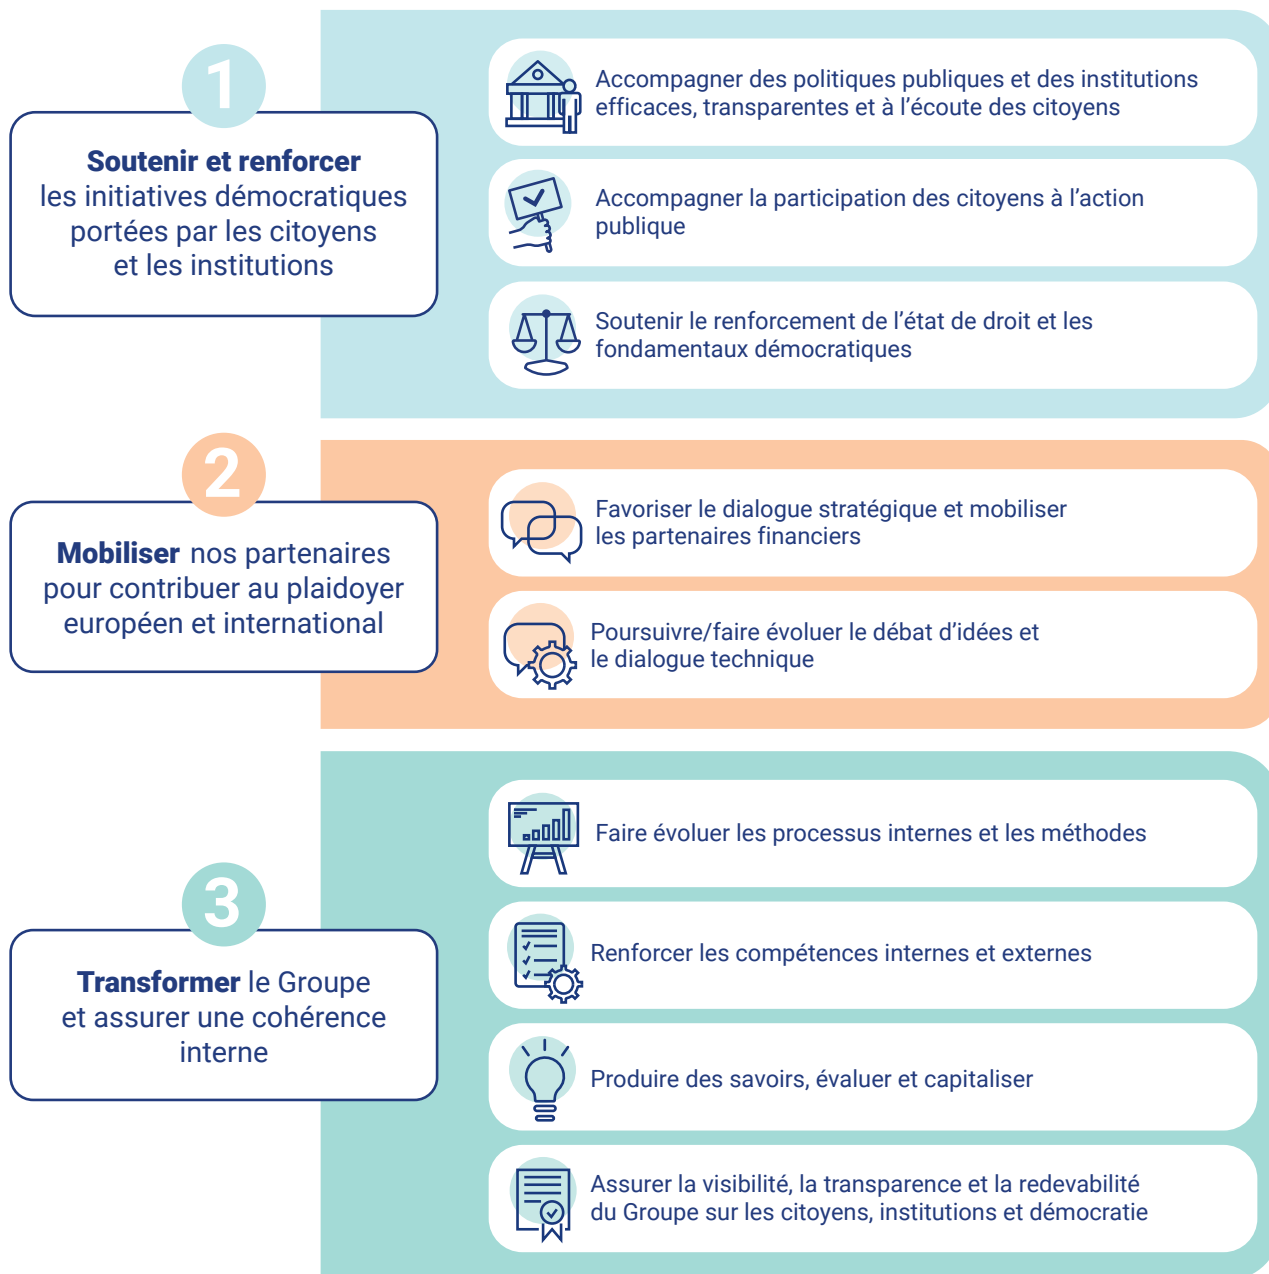 1
Soutenir et renforcer
les initiatives démocratiques
portées par les citoyens
et les institutions
Accompagner des politiques publiques et des institutions
efficaces, transparentes et à l’écoute des citoyens
Accompagner la participation des citoyens à l’action
publique
Soutenir le renforcement de l’état de droit et les
fondamentaux démocratiques
2
Mobiliser nos partenaires
pour contribuer au plaidoyer
européen et international
Favoriser le dialogue stratégique et mobiliser
les partenaires financiers
Poursuivre/faire évoluer le débat d’idées et
le dialogue technique
3
Transformer le Groupe
et assurer une cohérence
interne
Faire évoluer les processus internes et les méthodes
Renforcer les compétences internes et externes
Produire des savoirs, évaluer et capitaliser
Assurer la visibilité, la transparence et la redevabilité
du Groupe sur les citoyens, institutions et démocratie